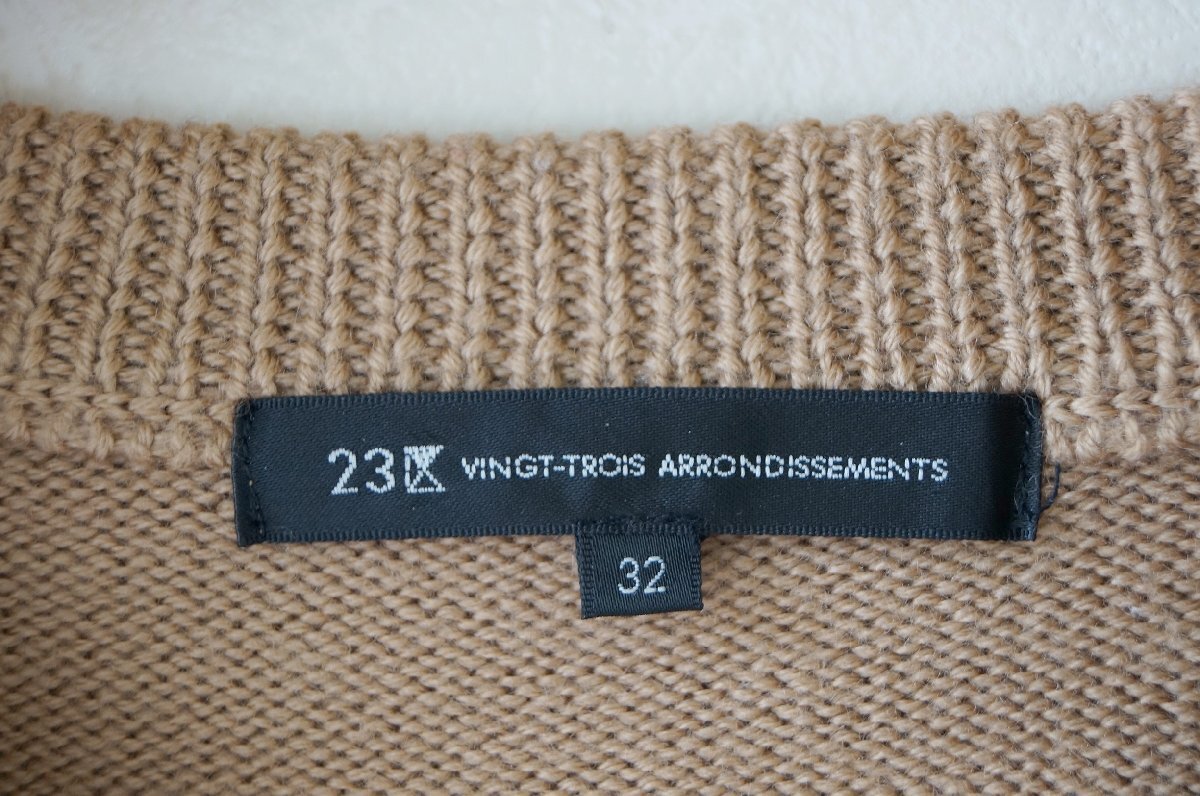 23区 VINGT-TROIS ARRONDISSEMENTS
32